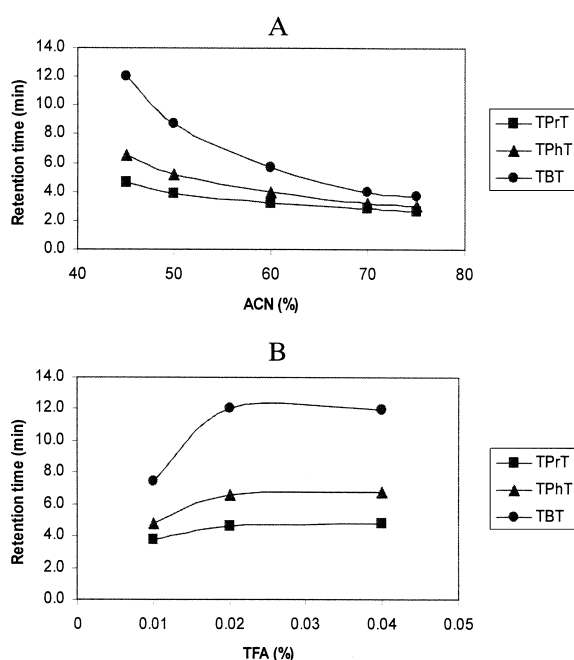 A
Retention time (min)
14.0
12.0
10.0
8.0
6.0
4.0
2.0
0.0
40 50 60 70 80
ACN (%)
TPrT
TPhT
TBT
B
Retention time (min)
14.0
12.0
10.0
8.0
6.0
4.0
2.0
0.0
0 0.01 0.02 0.03 0.04 0.05
TFA (%)
TPrT
TPhT
TBT